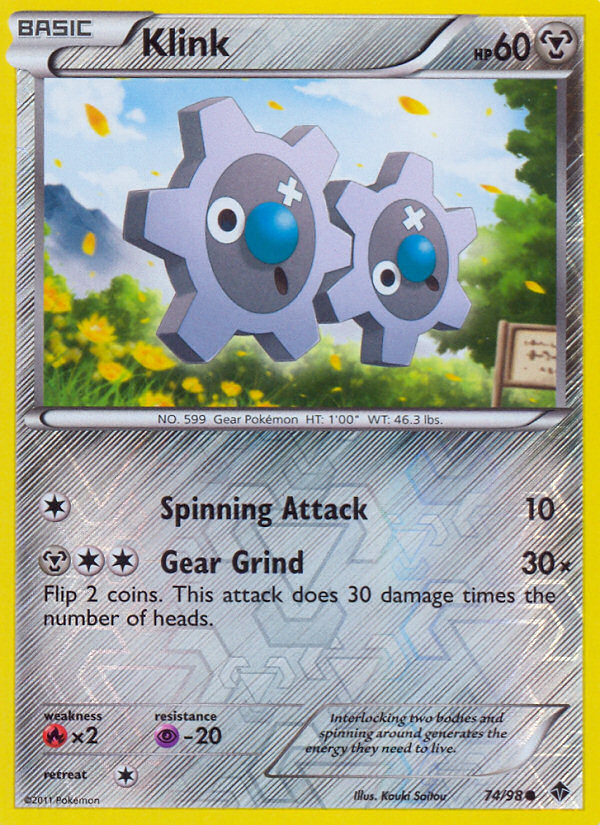 BASIC
Klink
HP60
NO. 599 Gear Pokémon HT: 1'00" WT: 46.3 lbs.
Spinning Attack 10
Gear Grind 30×
Flip 2 coins. This attack does 30 damage times the
number of heads.
weakness resistance
×2 -20
Interlocking two bodies and
spinning around generates the
energy they need to live.
retreat
©2011 Pokémon
Illus. Kouki Saitou
74/98